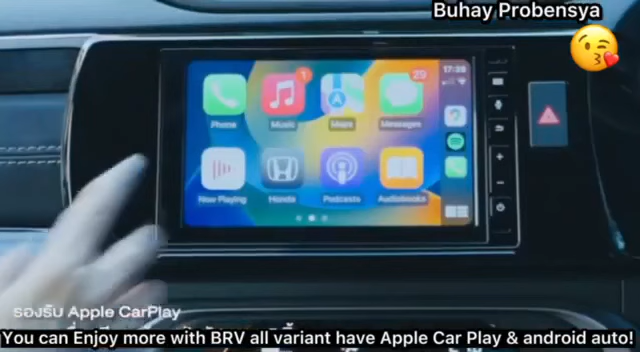 Buhay Probensya
1
29
17:39
Phone
Music
Maps
Messages
Now Playing
Honda
Podcasts
Audiobooks
รองรับ Apple CarPlay
You can Enjoy more with BRV all variant have Apple Car Play & android auto!